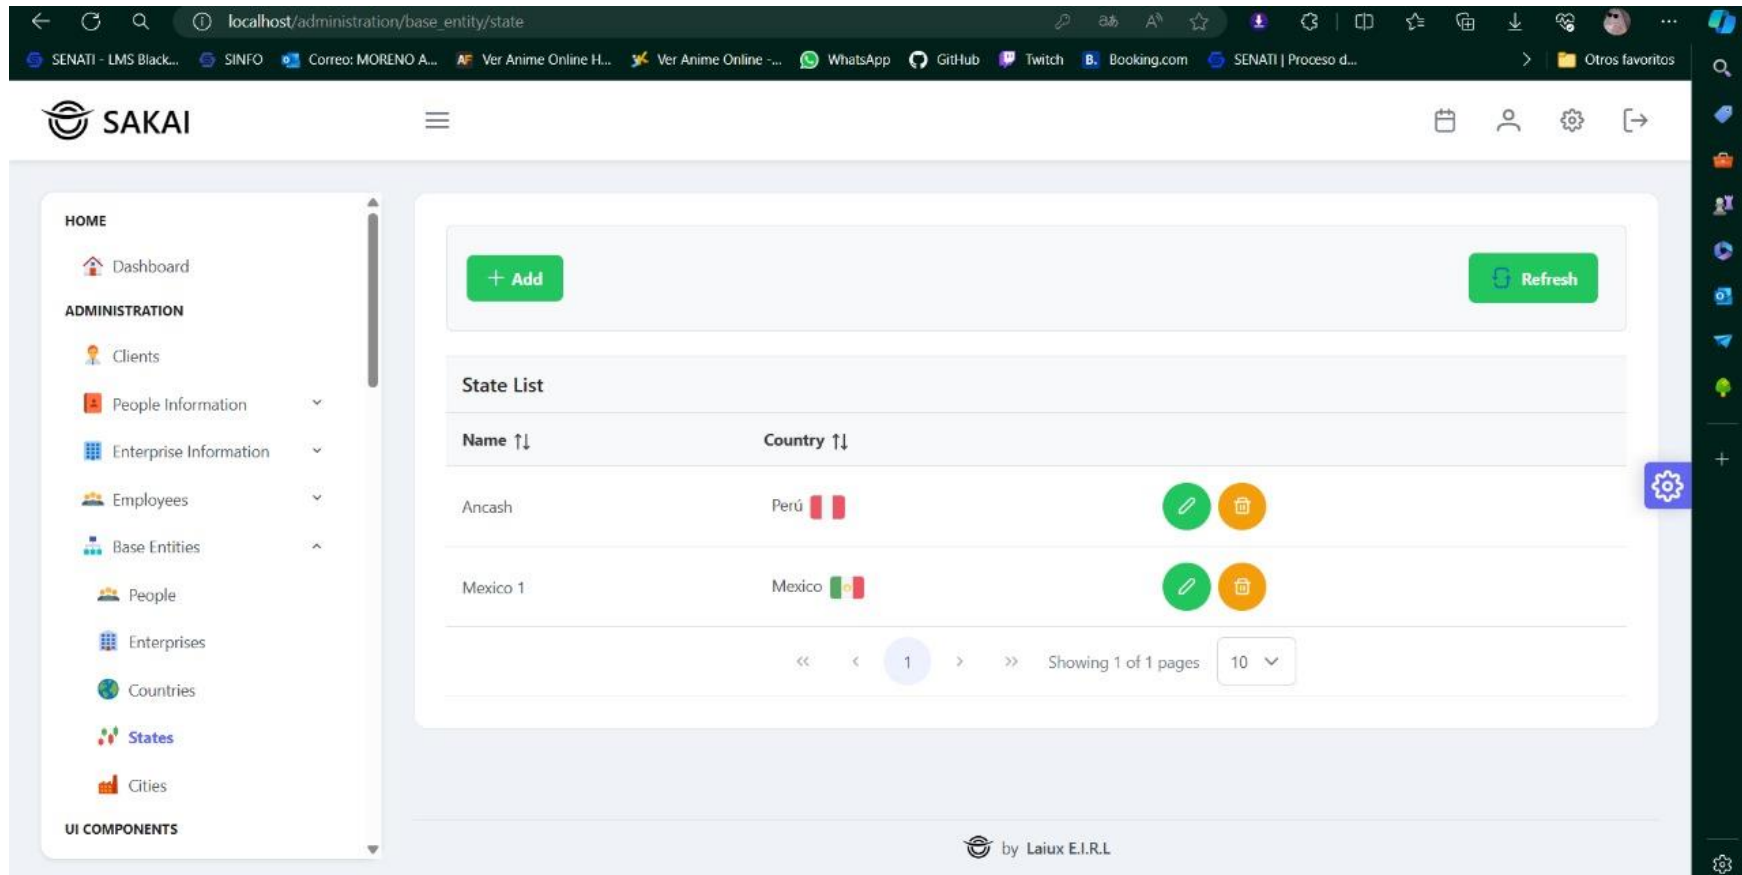 localhost/administration/base_entity/state
SENATI - LMS Black... SINFO Correo: MORENO A... Ver Anime Online H... Ver Anime Online -... WhatsApp GitHub Twitch Booking.com SENATI | Proceso d... Otros favoritos
SAKAI
HOME
Dashboard
ADMINISTRATION
Clients
People Information
Enterprise Information
Employees
Base Entities
People
Enterprises
Countries
States
Cities
UI COMPONENTS
+ Add
Refresh
State List
Name Country
Ancash Perú
Mexico 1 Mexico
<< < 1 > >> Showing 1 of 1 pages 10
by Laiux E.I.R.L